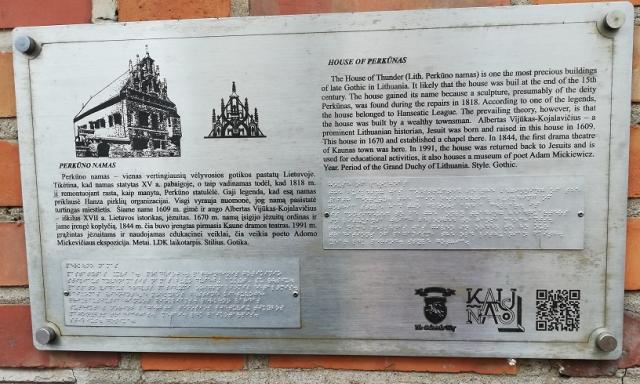 PERKŪNO NAMAS
Perkūno namas – vienas vertingiausių vėlyvosios gotikos pastatų Lietuvoje.
Tikėtina, kad namas statytas XV a. pabaigoje, o taip vadinamas todėl, kad 1818 m.
jį remontuojant rasta, kaip manyta, Perkūno statulėlė. Gaji legenda, kad esą namas
priklausė Hanza pirklių organizacijai. Visgi vyrauja nuomonė, jog namą pasistatė
turtingas miestietis. Šiame name 1609 m. gimė ir augo Albertas Vijūkas-Kojalavičius
– iškilus XVII a. Lietuvos istorikas, jėzuitas. 1670 m. namą įsigijo jėzuitų ordinas ir
jame įrengė koplyčią, 1844 m. čia buvo įrengtas pirmasis Kaune dramos teatras. 1991 m.
grąžintas jėzuitams ir naudojamas edukacinei veiklai, čia veikia poeto Adomo
Mickevičiaus ekspozicija. Metai. LDK laikotarpis. Stilius. Gotika.
HOUSE OF PERKŪNAS
The House of Thunder (Lith. Perkūno namas) is one the most precious buildings
of late Gothic in Lithuania. It likely that the house was buil at the end of the 15th
century. The house gained its name because a sculpture, presumably of the deity
Perkūnas, was found during the repairs in 1818. According to one of the legends,
the house belonged to Hanseatic League. The prevailing theory, however, is that
the house was built by a wealthy townsman. Albertas Vijūkas-Kojalavičius – a
prominent Lithuanian historian, Jesuit was born and raised in this house in 1609.
This house in 1670 and established a chapel there. In 1844, the first drama theatre
of Kaunas town was here. In 1991, the house was returned back to Jesuits and is
used for educational activities, it also houses a museum of poet Adam Mickiewicz.
Year. Period of the Grand Duchy of Lithuania. Style. Gothic.
KAU
NAS